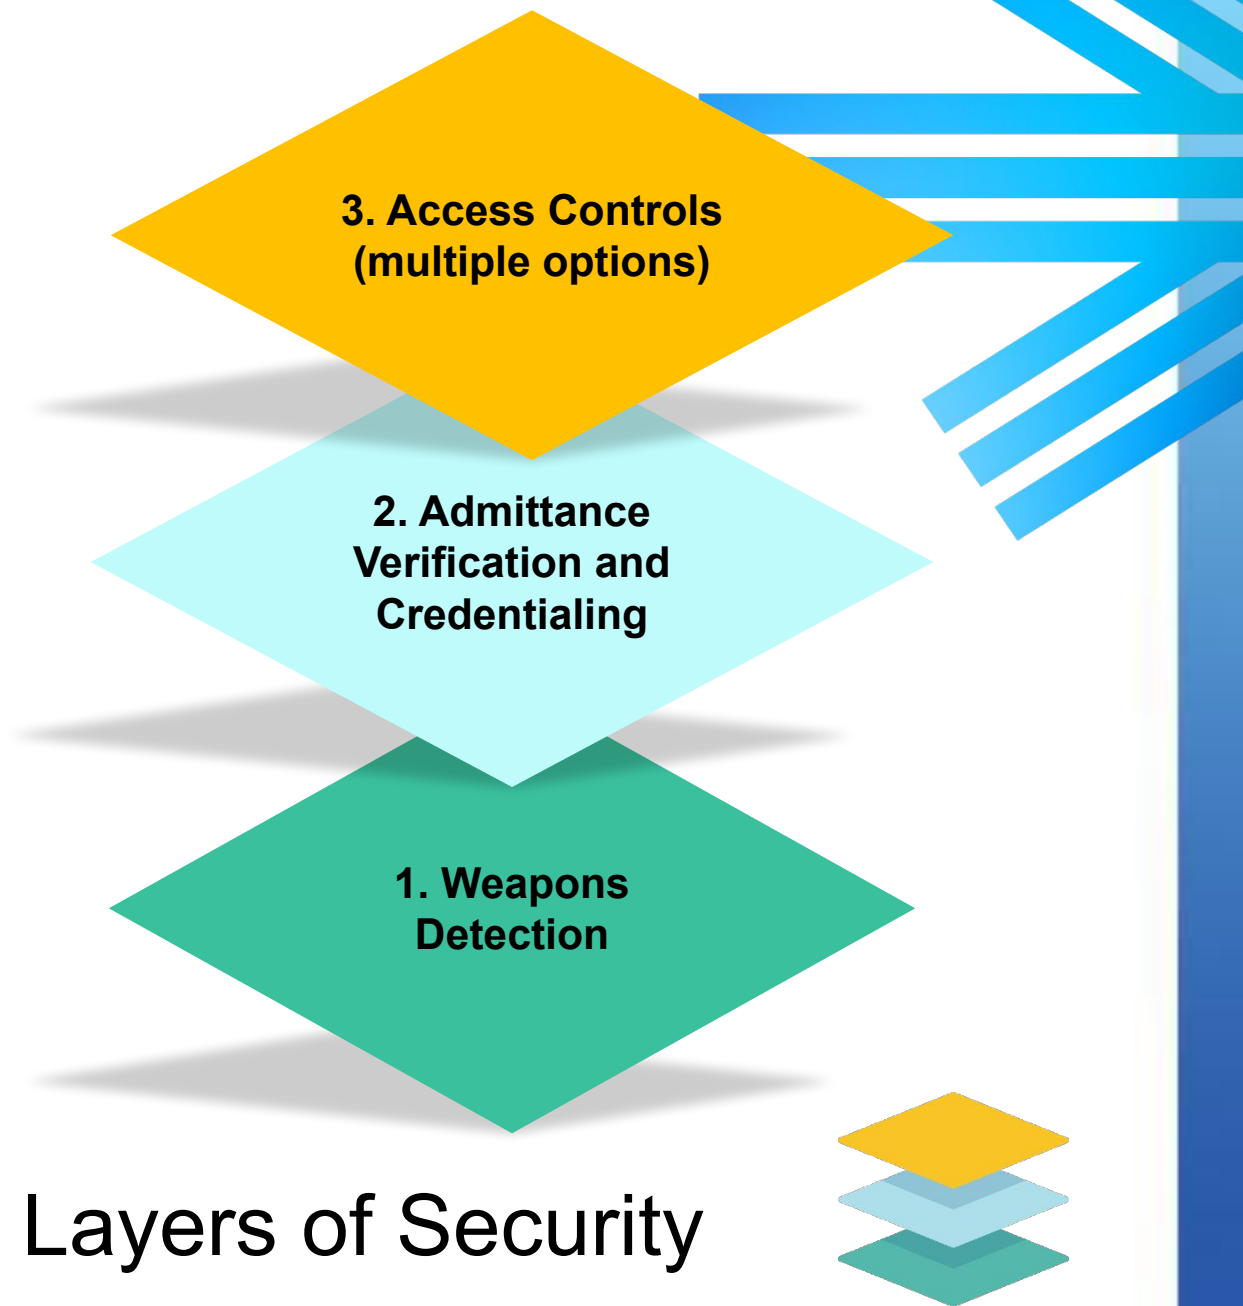 3. Access Controls
(multiple options)
2. Admittance
Verification and
Credentialing
1. Weapons
Detection
Layers of Security